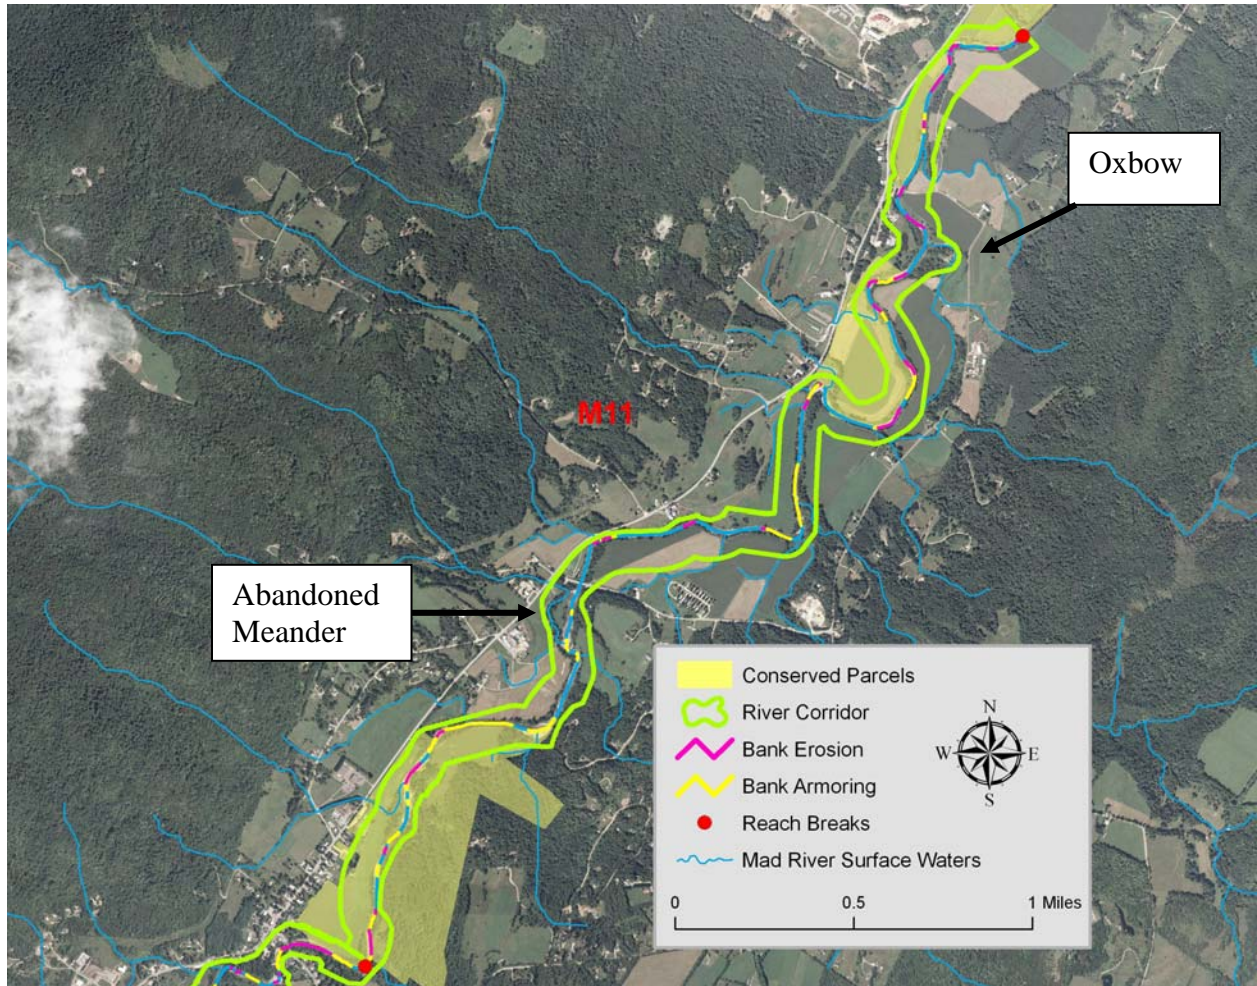 Oxbow
M11
Abandoned
Meander
Conserved Parcels
River Corridor
Bank Erosion
Bank Armoring
Reach Breaks
Mad River Surface Waters
N
W E
S
0 0.5 1 Miles